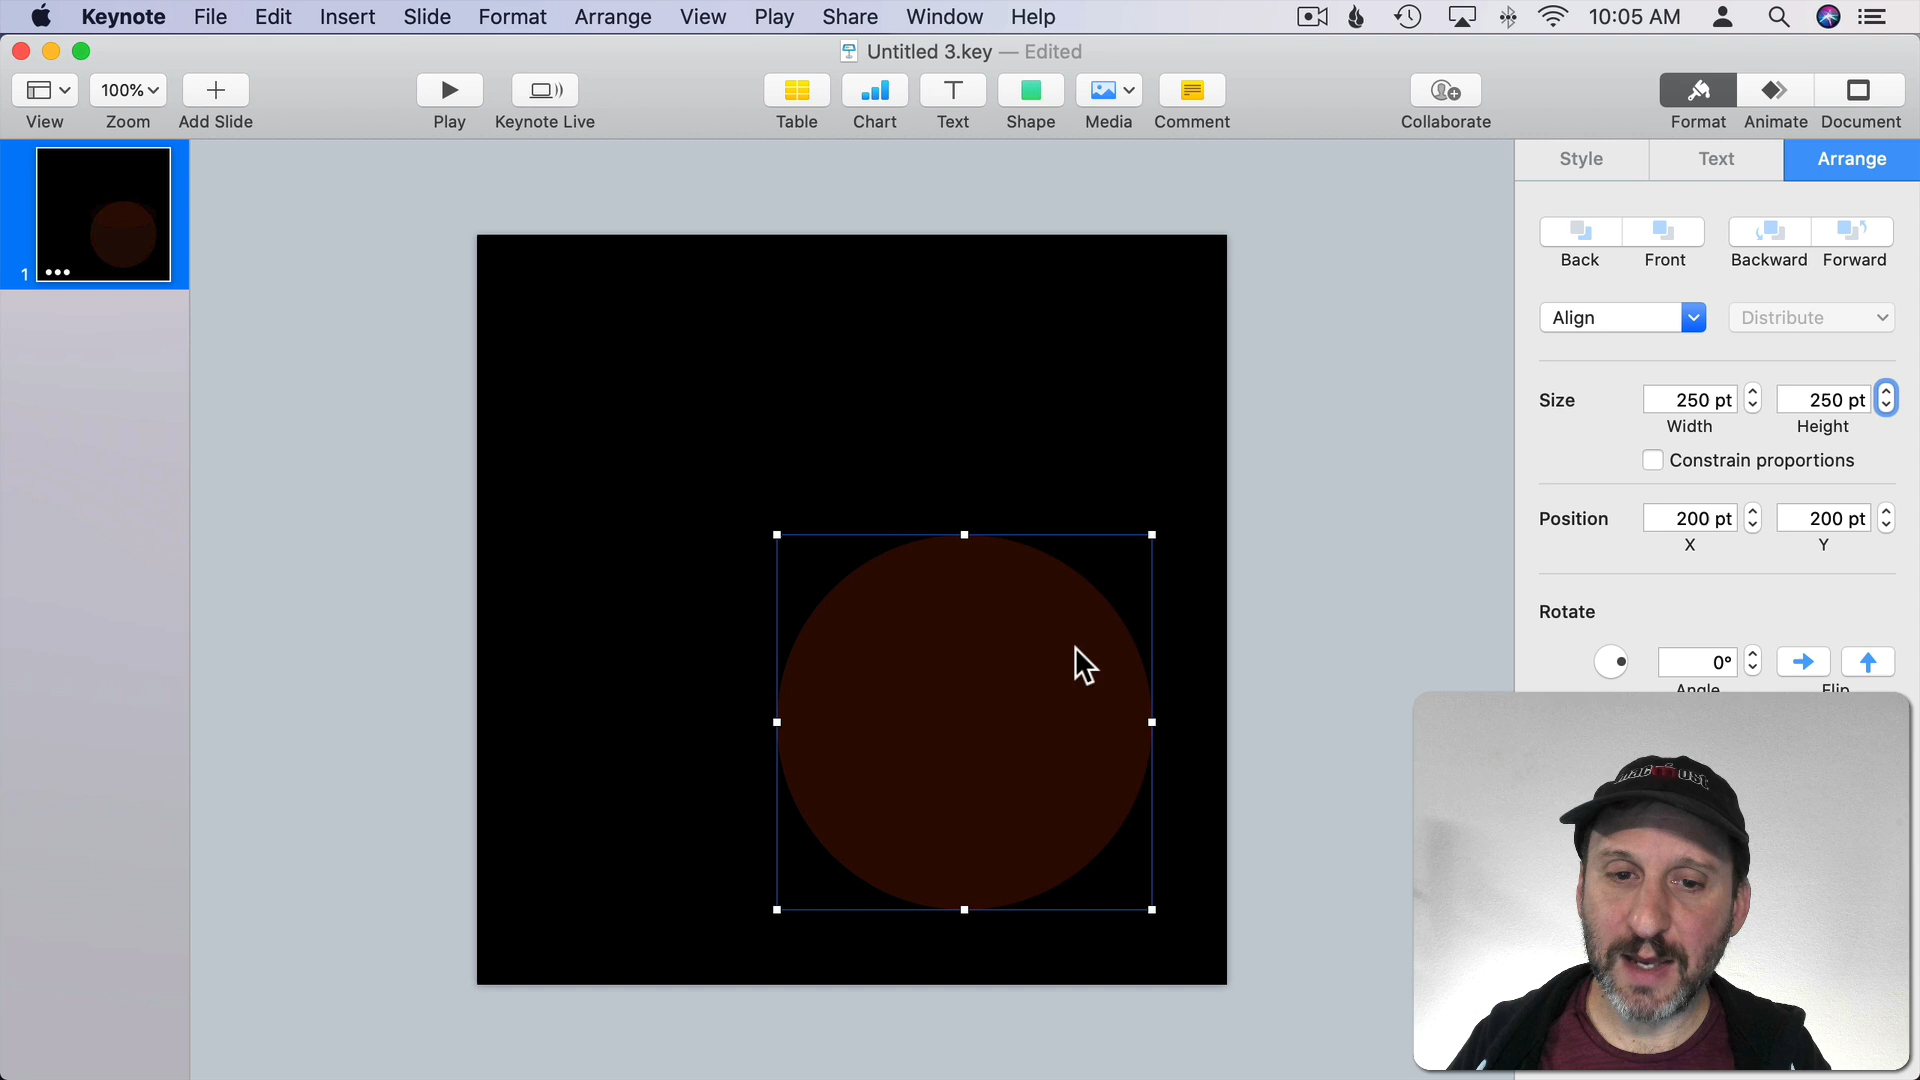 Keynote File Edit Insert Slide Format Arrange View Play Share Window Help 10:05 AM
Untitled 3.key — Edited
100%
View Zoom Add Slide Play Keynote Live Table Chart Text Shape Media Comment Collaborate Format Animate Document
Style Text Arrange
1
Back Front Backward Forward
Align Distribute
Size 250 pt 250 pt
Width Height
Constrain proportions
Position 200 pt 200 pt
X Y
Rotate
0°
Angle Flip
macmost